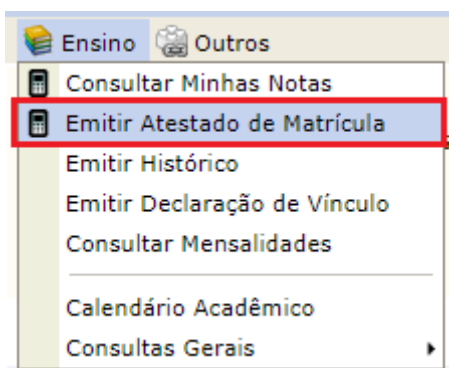 Ensino Outros
Consultar Minhas Notas
Emitir Atestado de Matrícula
Emitir Histórico
Emitir Declaração de Vínculo
Consultar Mensalidades
Calendário Acadêmico
Consultas Gerais